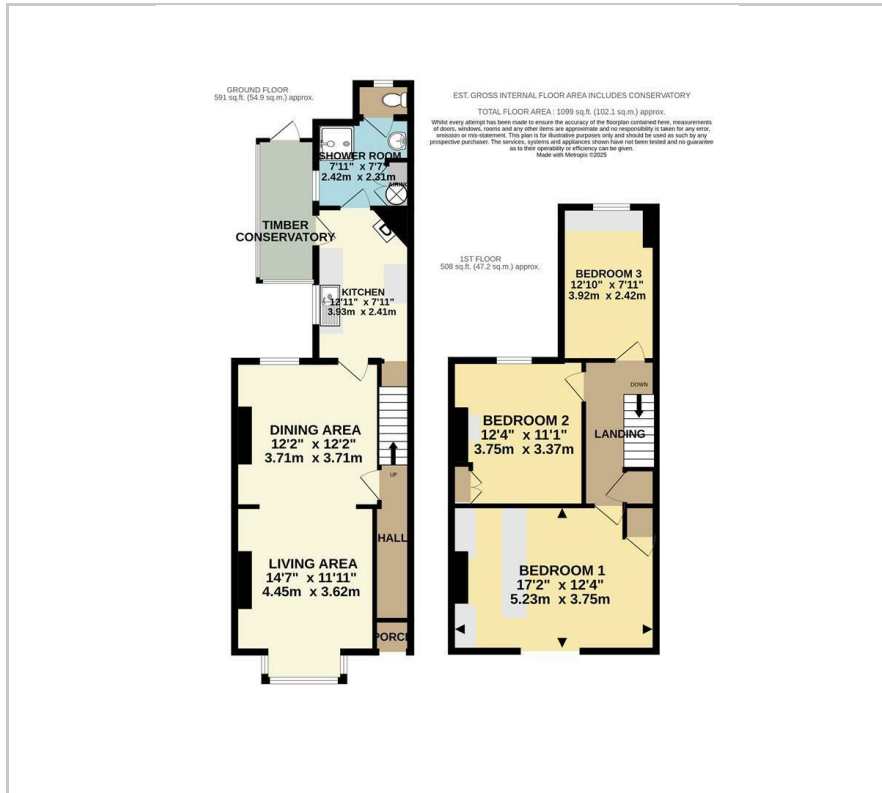 GROUND FLOOR
591 sq.ft. (54.9 sq.m.) approx.
EST. GROSS INTERNAL FLOOR AREA INCLUDES CONSERVATORY
TOTAL FLOOR AREA : 1099 sq.ft. (102.1 sq.m.) approx.
Whilst every attempt has been made to ensure the accuracy of the floorplan contained here, measurements
of doors, windows, rooms and any other items are approximate and no responsibility is taken for any error,
omission or mis-statement. This plan is for illustrative purposes only and should be used as such by any
prospective purchaser. The services, systems and appliances shown have not been tested and no guarantee
as to their operability or efficiency can be given.
Made with Metropix ©2025
SHOWER ROOM
7'11" x 7'7"
2.42m x 2.31m
AIRING
TIMBER
CONSERVATORY
KITCHEN
12'11" x 7'11"
3.93m x 2.41m
DINING AREA
12'2" x 12'2"
3.71m x 3.71m
UP
HALL
LIVING AREA
14'7" x 11'11"
4.45m x 3.62m
PORCH
1ST FLOOR
508 sq.ft. (47.2 sq.m.) approx.
BEDROOM 3
12'10" x 7'11"
3.92m x 2.42m
DOWN
BEDROOM 2
12'4" x 11'1"
3.75m x 3.37m
LANDING
BEDROOM 1
17'2" x 12'4"
5.23m x 3.75m